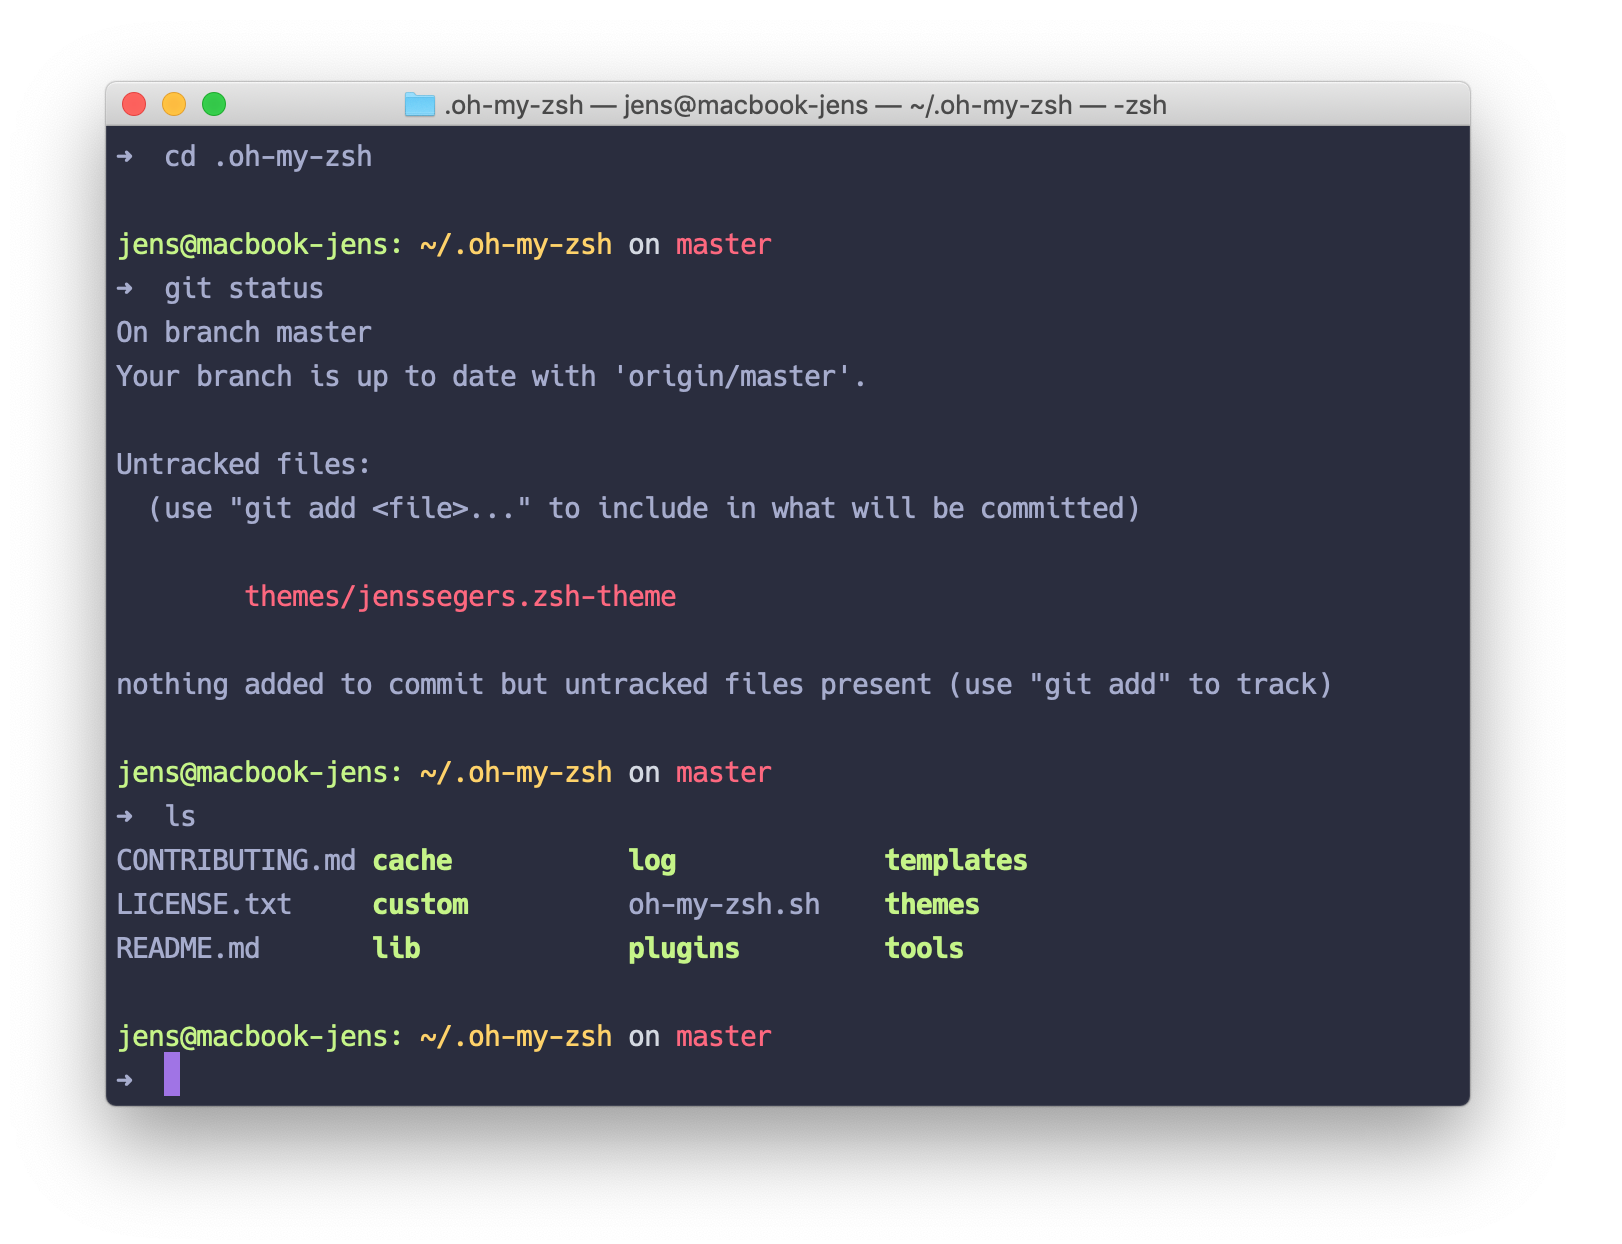 .oh-my-zsh — jens@macbook-jens — ~/.oh-my-zsh — -zsh
➜  cd .oh-my-zsh
jens@macbook-jens: ~/.oh-my-zsh on master
➜  git status
On branch master
Your branch is up to date with 'origin/master'.
Untracked files:
  (use "git add <file>..." to include in what will be committed)
        themes/jenssegers.zsh-theme
nothing added to commit but untracked files present (use "git add" to track)
jens@macbook-jens: ~/.oh-my-zsh on master
➜  ls
CONTRIBUTING.md cache           log             templates
LICENSE.txt     custom          oh-my-zsh.sh    themes
README.md       lib             plugins         tools
jens@macbook-jens: ~/.oh-my-zsh on master
➜